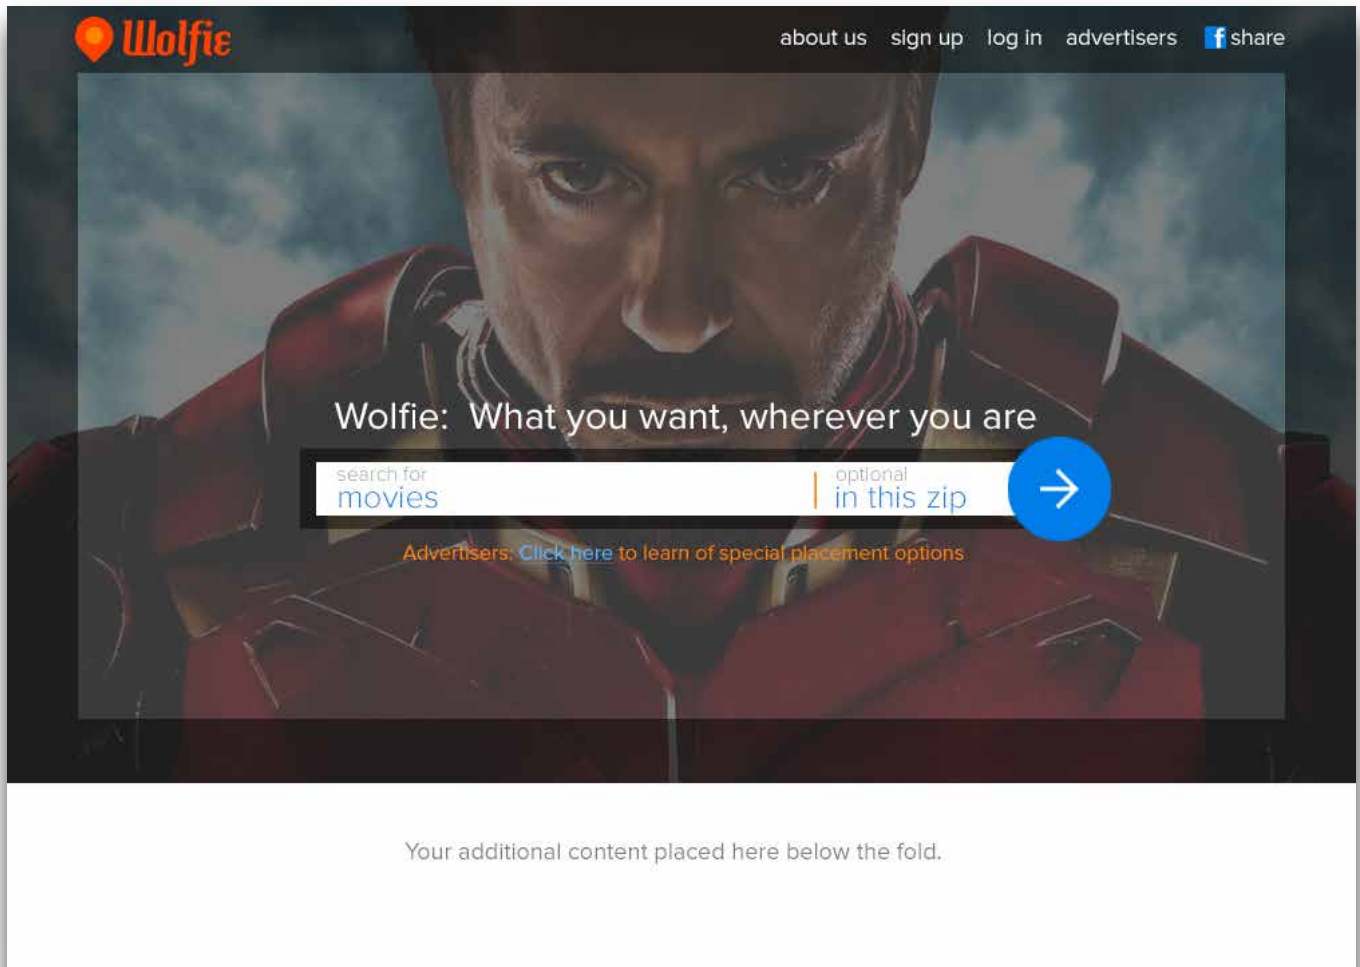 Wolfie
about us sign up log in advertisers f share
Wolfie: What you want, wherever you are
search for
movies
optional
in this zip
Advertisers: Click here to learn of special placement options
Your additional content placed here below the fold.